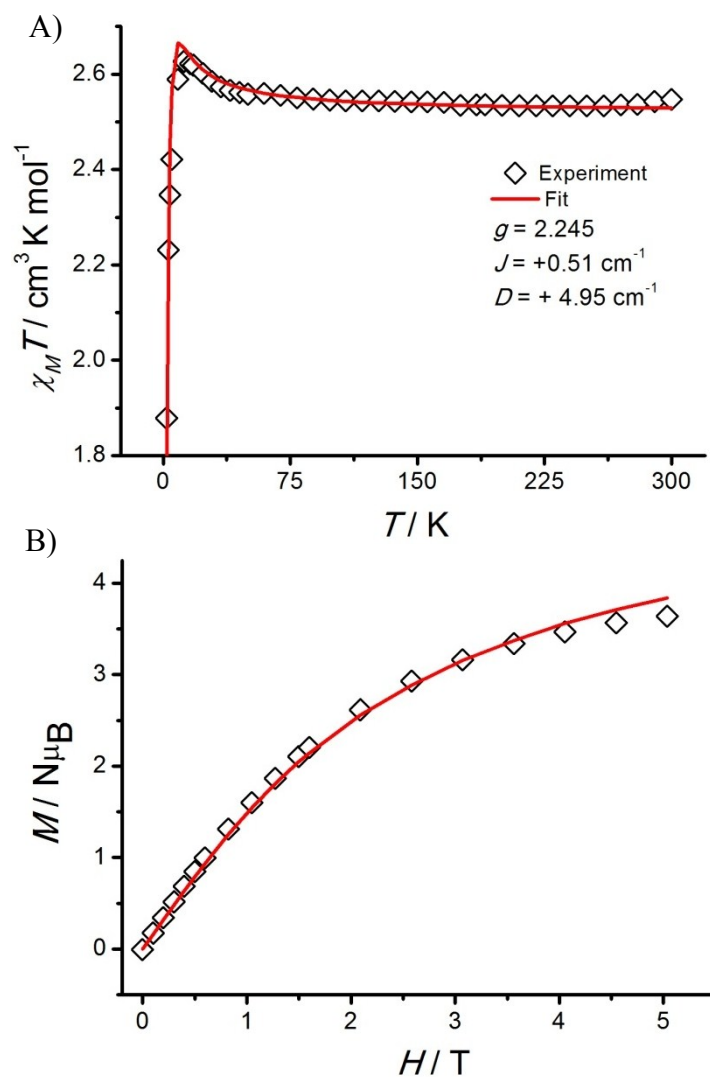 A)
2.6
2.4
2.2
2.0
1.8
χ_M T / cm³ K mol⁻¹
Experiment
Fit
g = 2.245
J = +0.51 cm⁻¹
D = + 4.95 cm⁻¹
0 75 150 225 300
T / K
B)
4
3
2
1
0
M / NμB
0 1 2 3 4 5
H / T